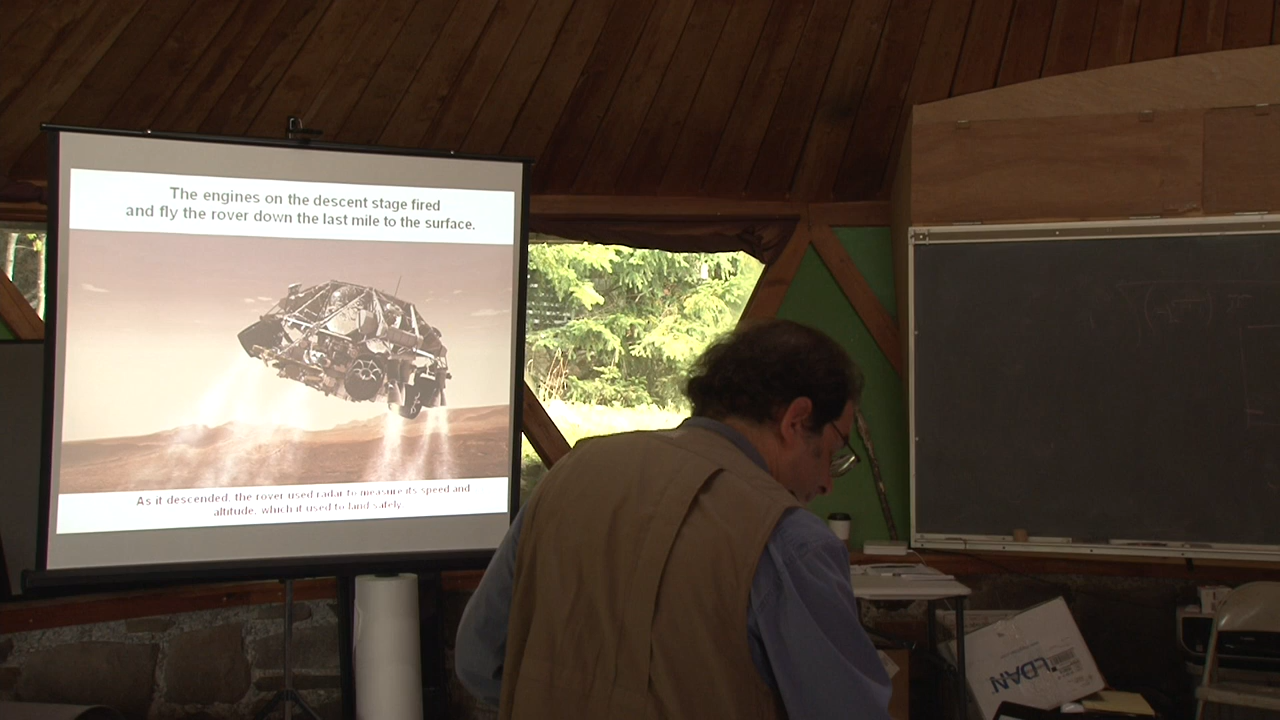 The engines on the descent stage fired
and fly the rover down the last mile to the surface.
As it descended, the rover used radar to measure its speed and
altitude, which it used to land safely.
LDAN